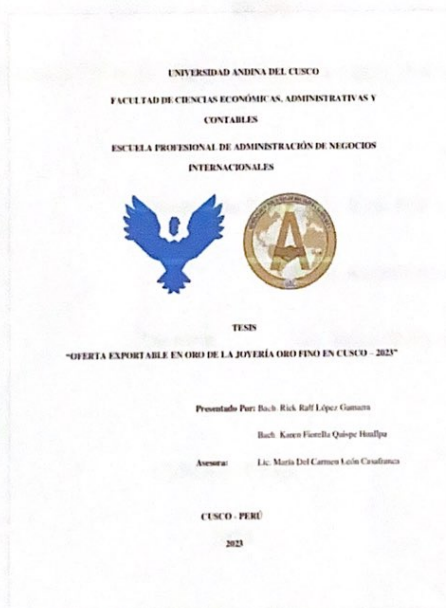 UNIVERSIDAD ANDINA DEL CUSCO
FACULTAD DE CIENCIAS ECONÓMICAS, ADMINISTRATIVAS Y
CONTABLES
ESCUELA PROFESIONAL DE ADMINISTRACIÓN DE NEGOCIOS
INTERNACIONALES
A
TESIS
“OFERTA EXPORTABLE EN ORO DE LA JOYERÍA ORO FINO EN CUSCO – 2023”
Presentado Por: Bach. Rick Ralf López Gamarra
Bach. Karen Fiorella Quispe Huallpa
Asesora: Lic. María Del Carmen León Casafranca
CUSCO - PERÚ
2023